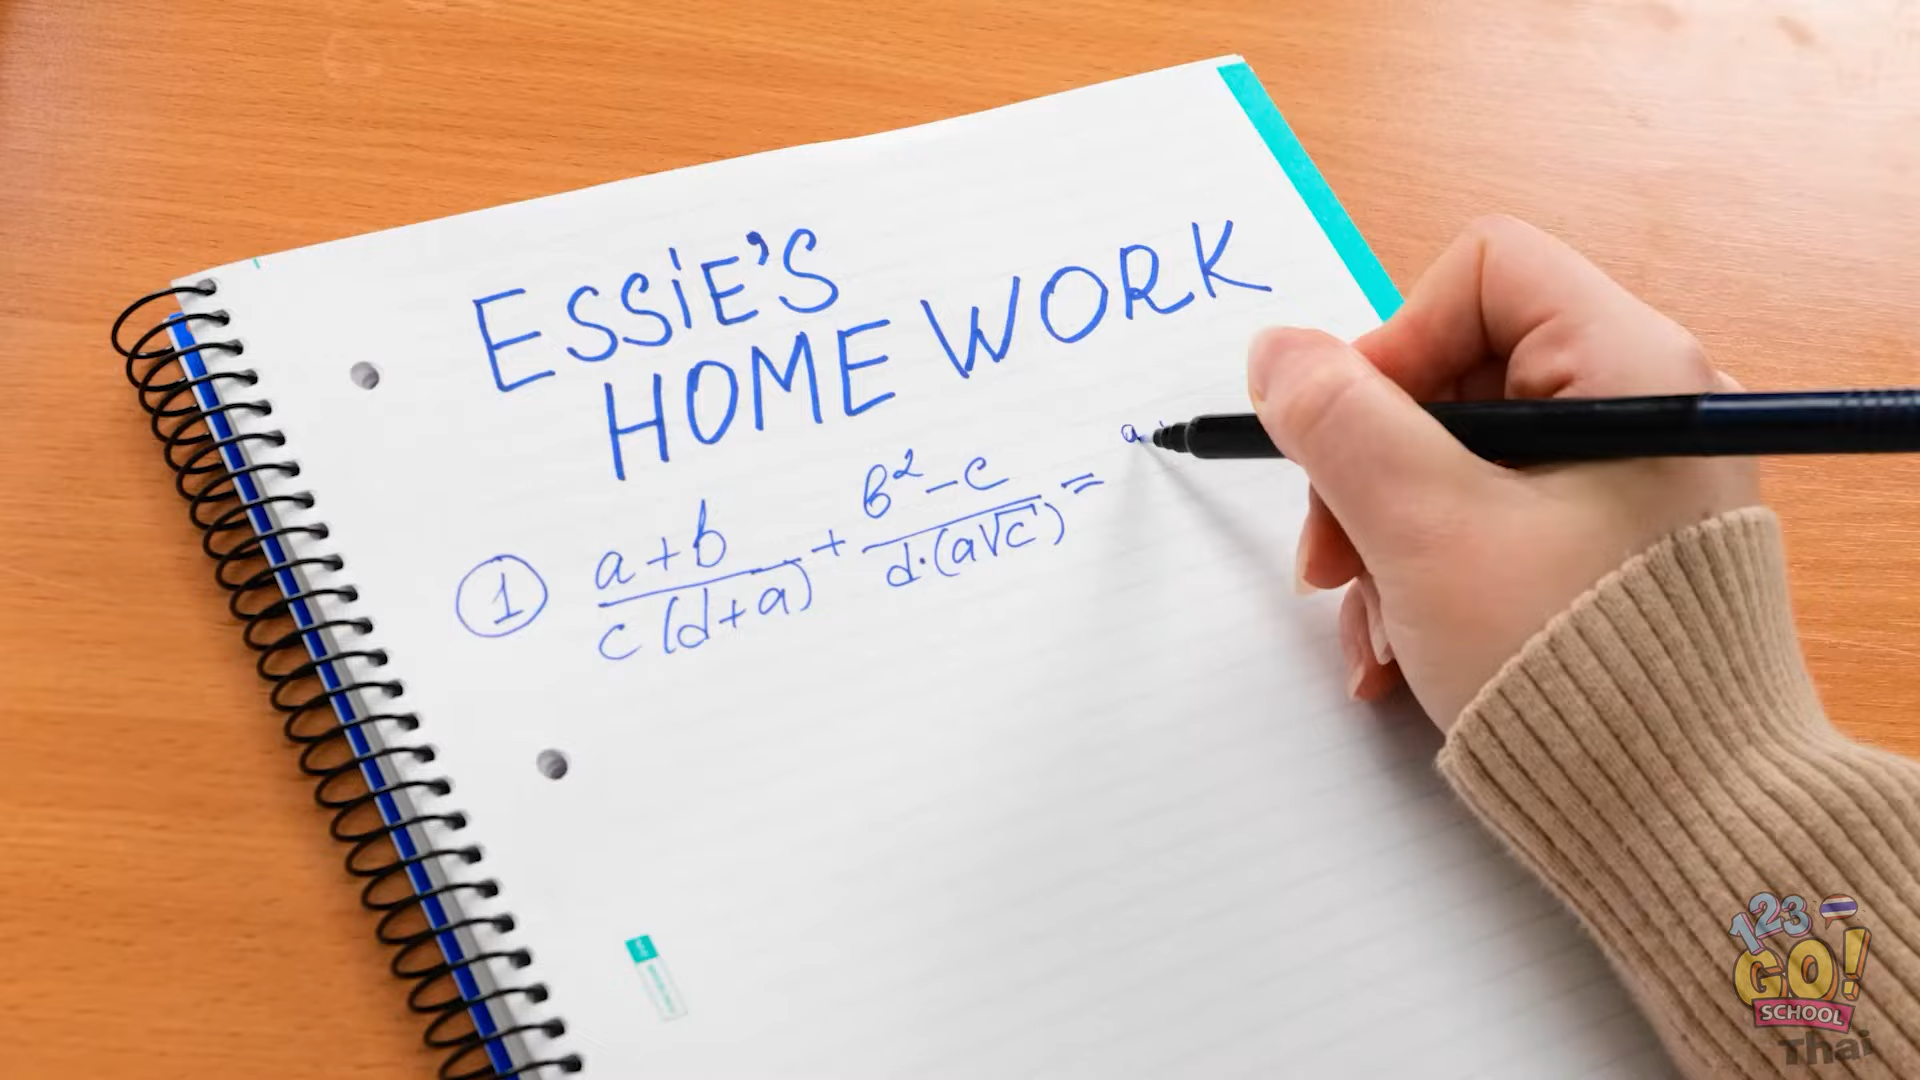 ESSIE'S
HOME WORK
1 a+b/c(d+a) + b²-c/d·(a√c) = a
123
GO!
SCHOOL
Thai